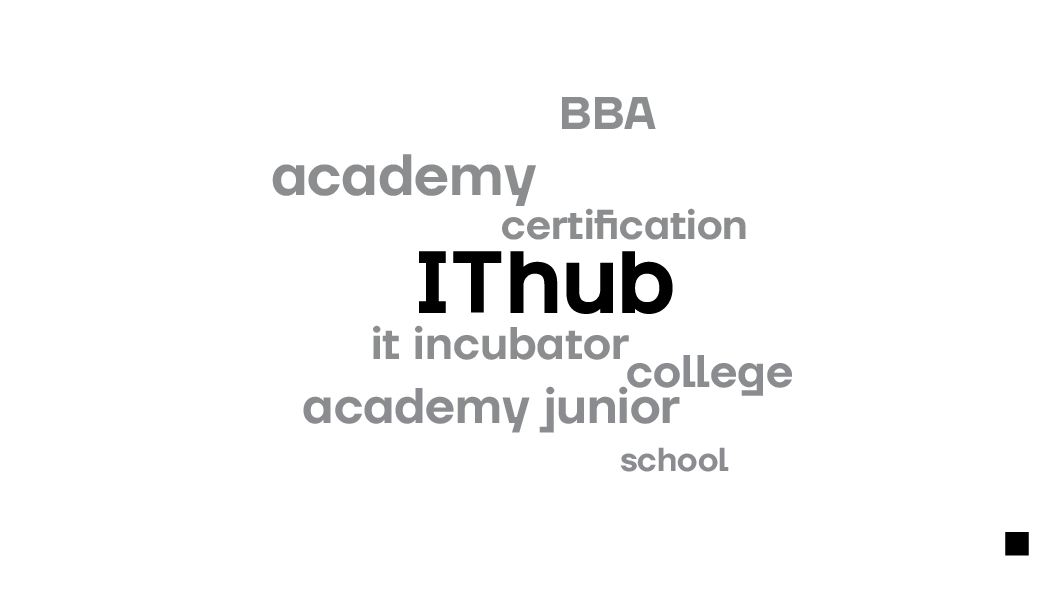 BBA
academy
certification
IThub
it incubator
college
academy junior
school